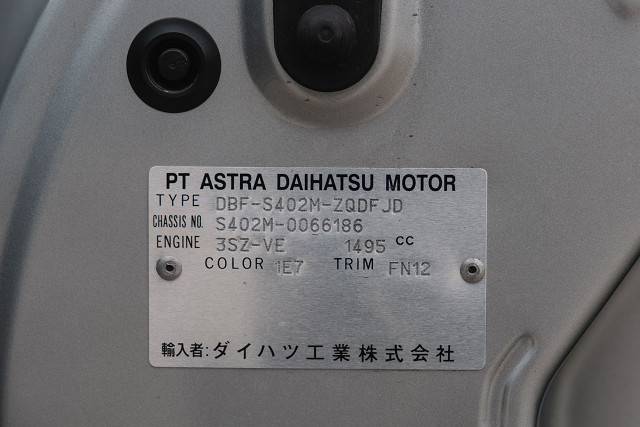 PT ASTRA DAIHATSU MOTOR
TYPE DBF-S402M-ZQDFJD
CHASSIS NO. S402M-0066186
ENGINE 3SZ-VE 1495 CC
COLOR 1E7 TRIM FN12
輸入者:ダイハツ工業株式会社